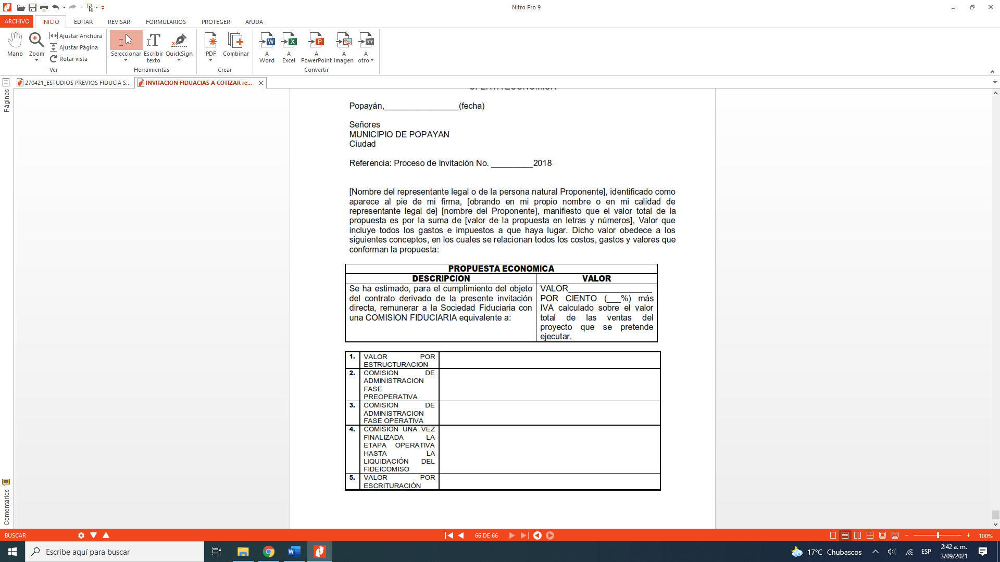 Nitro Pro 9
ARCHIVO INICIO EDITAR REVISAR FORMULARIOS PROTEGER AYUDA
Mano
Zoom
Ajustar Anchura
Ajustar Página
Rotar vista
Ver
Seleccionar
Escribir
texto
QuickSign
Herramientas
PDF
Combinar
Crear
A
Word
A
Excel
A
PowerPoint
A
imagen
RTF
A
otro
Convertir
270421_ESTUDIOS PREVIOS FIDUCIA S...
INVITACION FIDUACIAS A COTIZAR re...
Páginas
Comentarios
OFERTA ECONOMICA
Popayán,_________________(fecha)
Señores
MUNICIPIO DE POPAYAN
Ciudad
Referencia: Proceso de Invitación No. __________2018
[Nombre del representante legal o de la persona natural Proponente], identificado como
aparece al pie de mi firma, [obrando en mi propio nombre o en mi calidad de
representante legal de] [nombre del Proponente], manifiesto que el valor total de la
propuesta es por la suma de [valor de la propuesta en letras y números], Valor que
incluye todos los gastos e impuestos a que haya lugar. Dicho valor obedece a los
siguientes conceptos, en los cuales se relacionan todos los costos, gastos y valores que
conforman la propuesta:
PROPUESTA ECONOMICA
DESCRIPCION VALOR
Se ha estimado, para el cumplimiento del objeto
del contrato derivado de la presente invitación
directa, remunerar a la Sociedad Fiduciaria con
una COMISION FIDUCIARIA equivalente a:
VALOR___________________
POR CIENTO (___%) más
IVA calculado sobre el valor
total de las ventas del
proyecto que se pretende
ejecutar.
1. VALOR POR
ESTRUCTURACION
2. COMISION DE
ADMINISTRACION
FASE
PREOPERATIVA
3. COMISION DE
ADMINISTRACION
FASE OPERATIVA
4. COMISION UNA VEZ
FINALIZADA LA
ETAPA OPERATIVA
HASTA LA
LIQUIDACIÓN DEL
FIDEICOMISO
5. VALOR POR
ESCRITURACIÓN
BUSCAR
66 DE 66
100%
Escribe aquí para buscar
17°C Chubascos
ESP
2:42 a. m.
3/09/2021